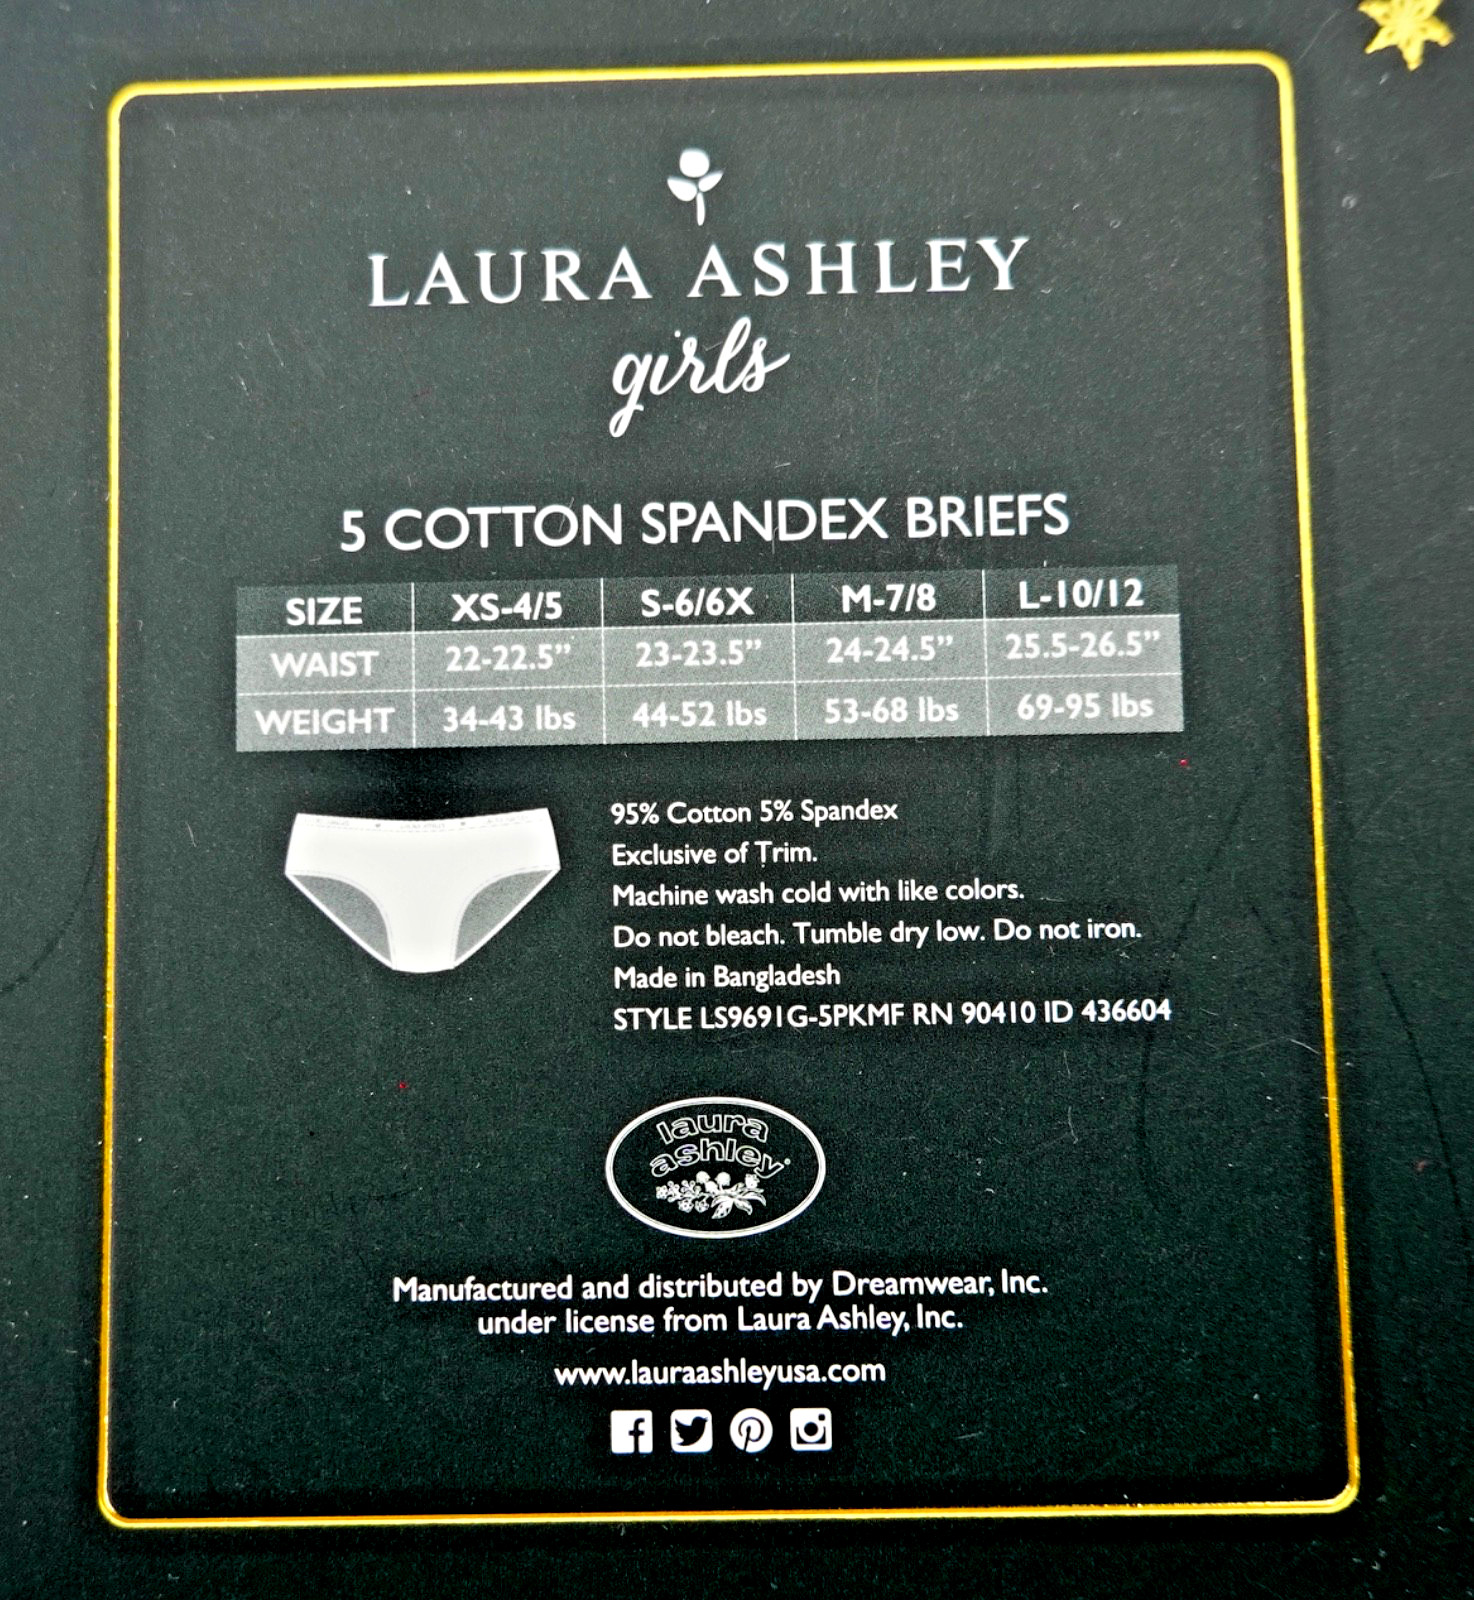 LAURA ASHLEY
girls
5 COTTON SPANDEX BRIEFS
SIZE XS-4/5 S-6/6X M-7/8 L-10/12
WAIST 22-22.5” 23-23.5” 24-24.5” 25.5-26.5”
WEIGHT 34-43 lbs 44-52 lbs 53-68 lbs 69-95 lbs
95% Cotton 5% Spandex
Exclusive of Trim.
Machine wash cold with like colors.
Do not bleach. Tumble dry low. Do not iron.
Made in Bangladesh
STYLE LS9691G-5PKMF RN 90410 ID 436604
laura
ashley
Manufactured and distributed by Dreamwear, Inc.
under license from Laura Ashley, Inc.
www.lauraashleyusa.com